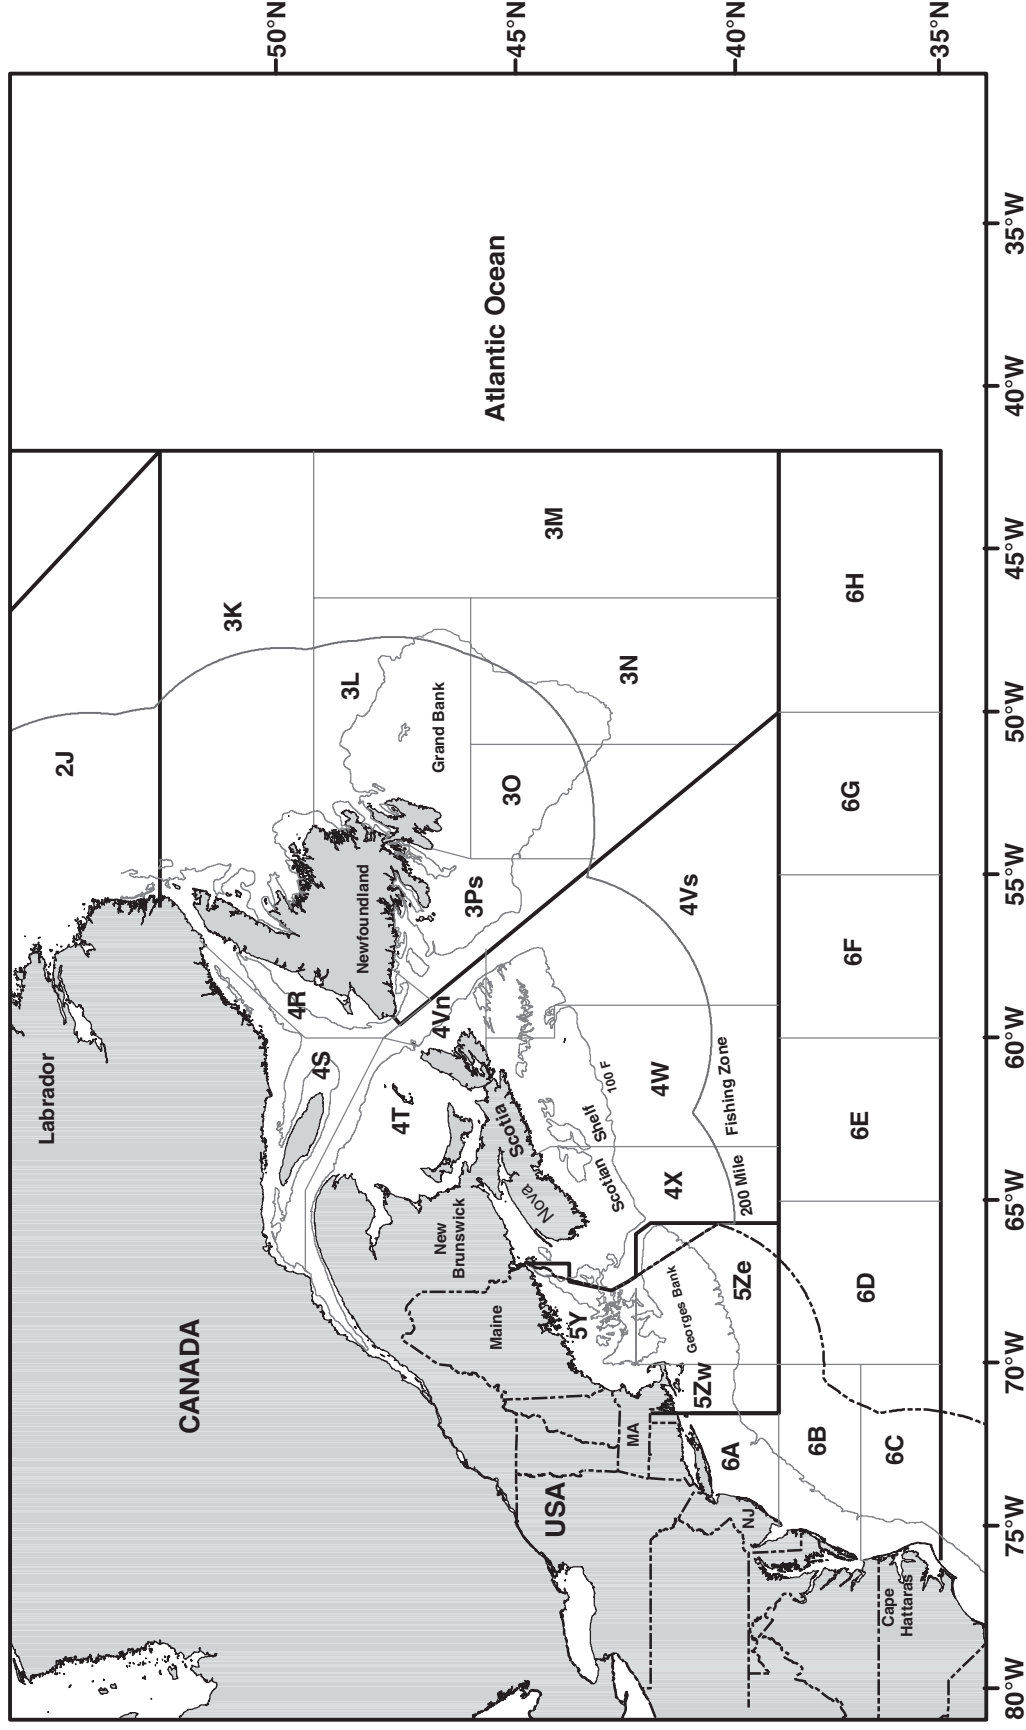 50°N
45°N
40°N
35°N
35°W
40°W
45°W
50°W
55°W
60°W
65°W
70°W
75°W
80°W
Atlantic Ocean
CANADA
USA
Labrador
Newfoundland
New
Brunswick
Nova
Scotia
Maine
MA
NJ
Cape
Hattaras
Grand Bank
Georges Bank
Scotian Shelf
100 F
200 Mile Fishing Zone
2J
3K
3L
3M
3N
3O
3Ps
4R
4S
4T
4Vn
4Vs
4W
4X
5Y
5Ze
5Zw
6A
6B
6C
6D
6E
6F
6G
6H